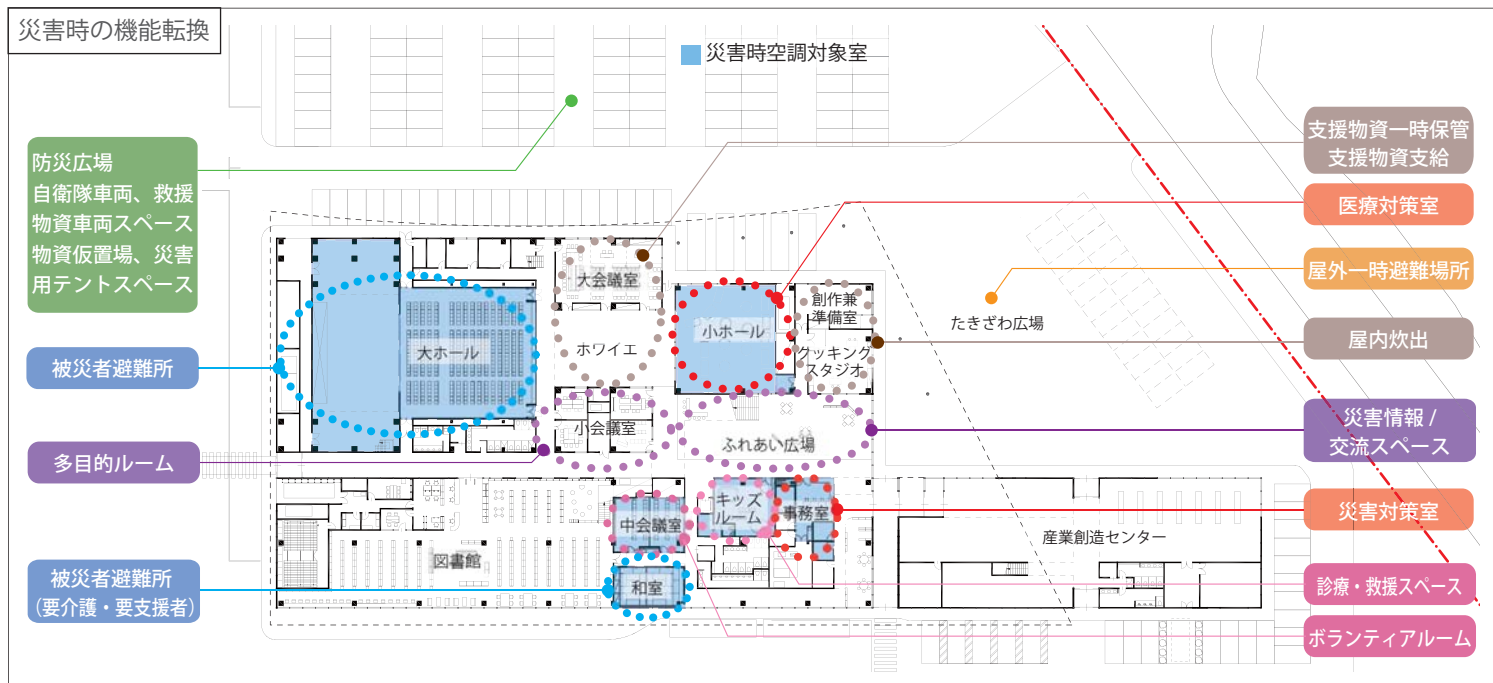 災害時の機能転換
災害時空調対象室
防災広場
自衛隊車両、救援
物資車両スペース
物資仮置場、災害
用テントスペース
被災者避難所
多目的ルーム
被災者避難所
(要介護・要支援者)
大会議室
ホワイエ
大ホール
小ホール
創作兼
準備室
クッキング
スタジオ
小会議室
ふれあい広場
たきざわ広場
中会議室
キッズ
ルーム
事務室
図書館
和室
産業創造センター
支援物資一時保管
支援物資支給
医療対策室
屋外一時避難場所
屋内炊出
災害情報 /
交流スペース
災害対策室
診療・救援スペース
ボランティアルーム